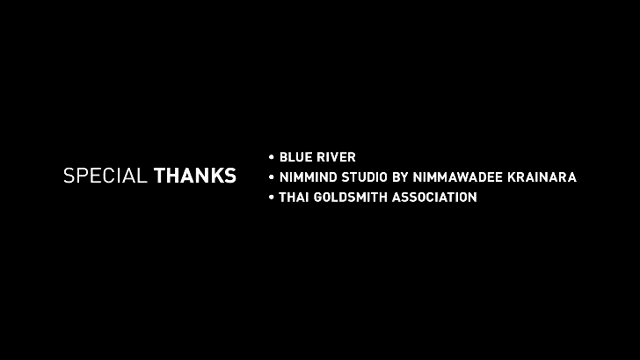 SPECIAL THANKS
• BLUE RIVER
• NIMMIND STUDIO BY NIMMAWADEE KRAINARA
• THAI GOLDSMITH ASSOCIATION